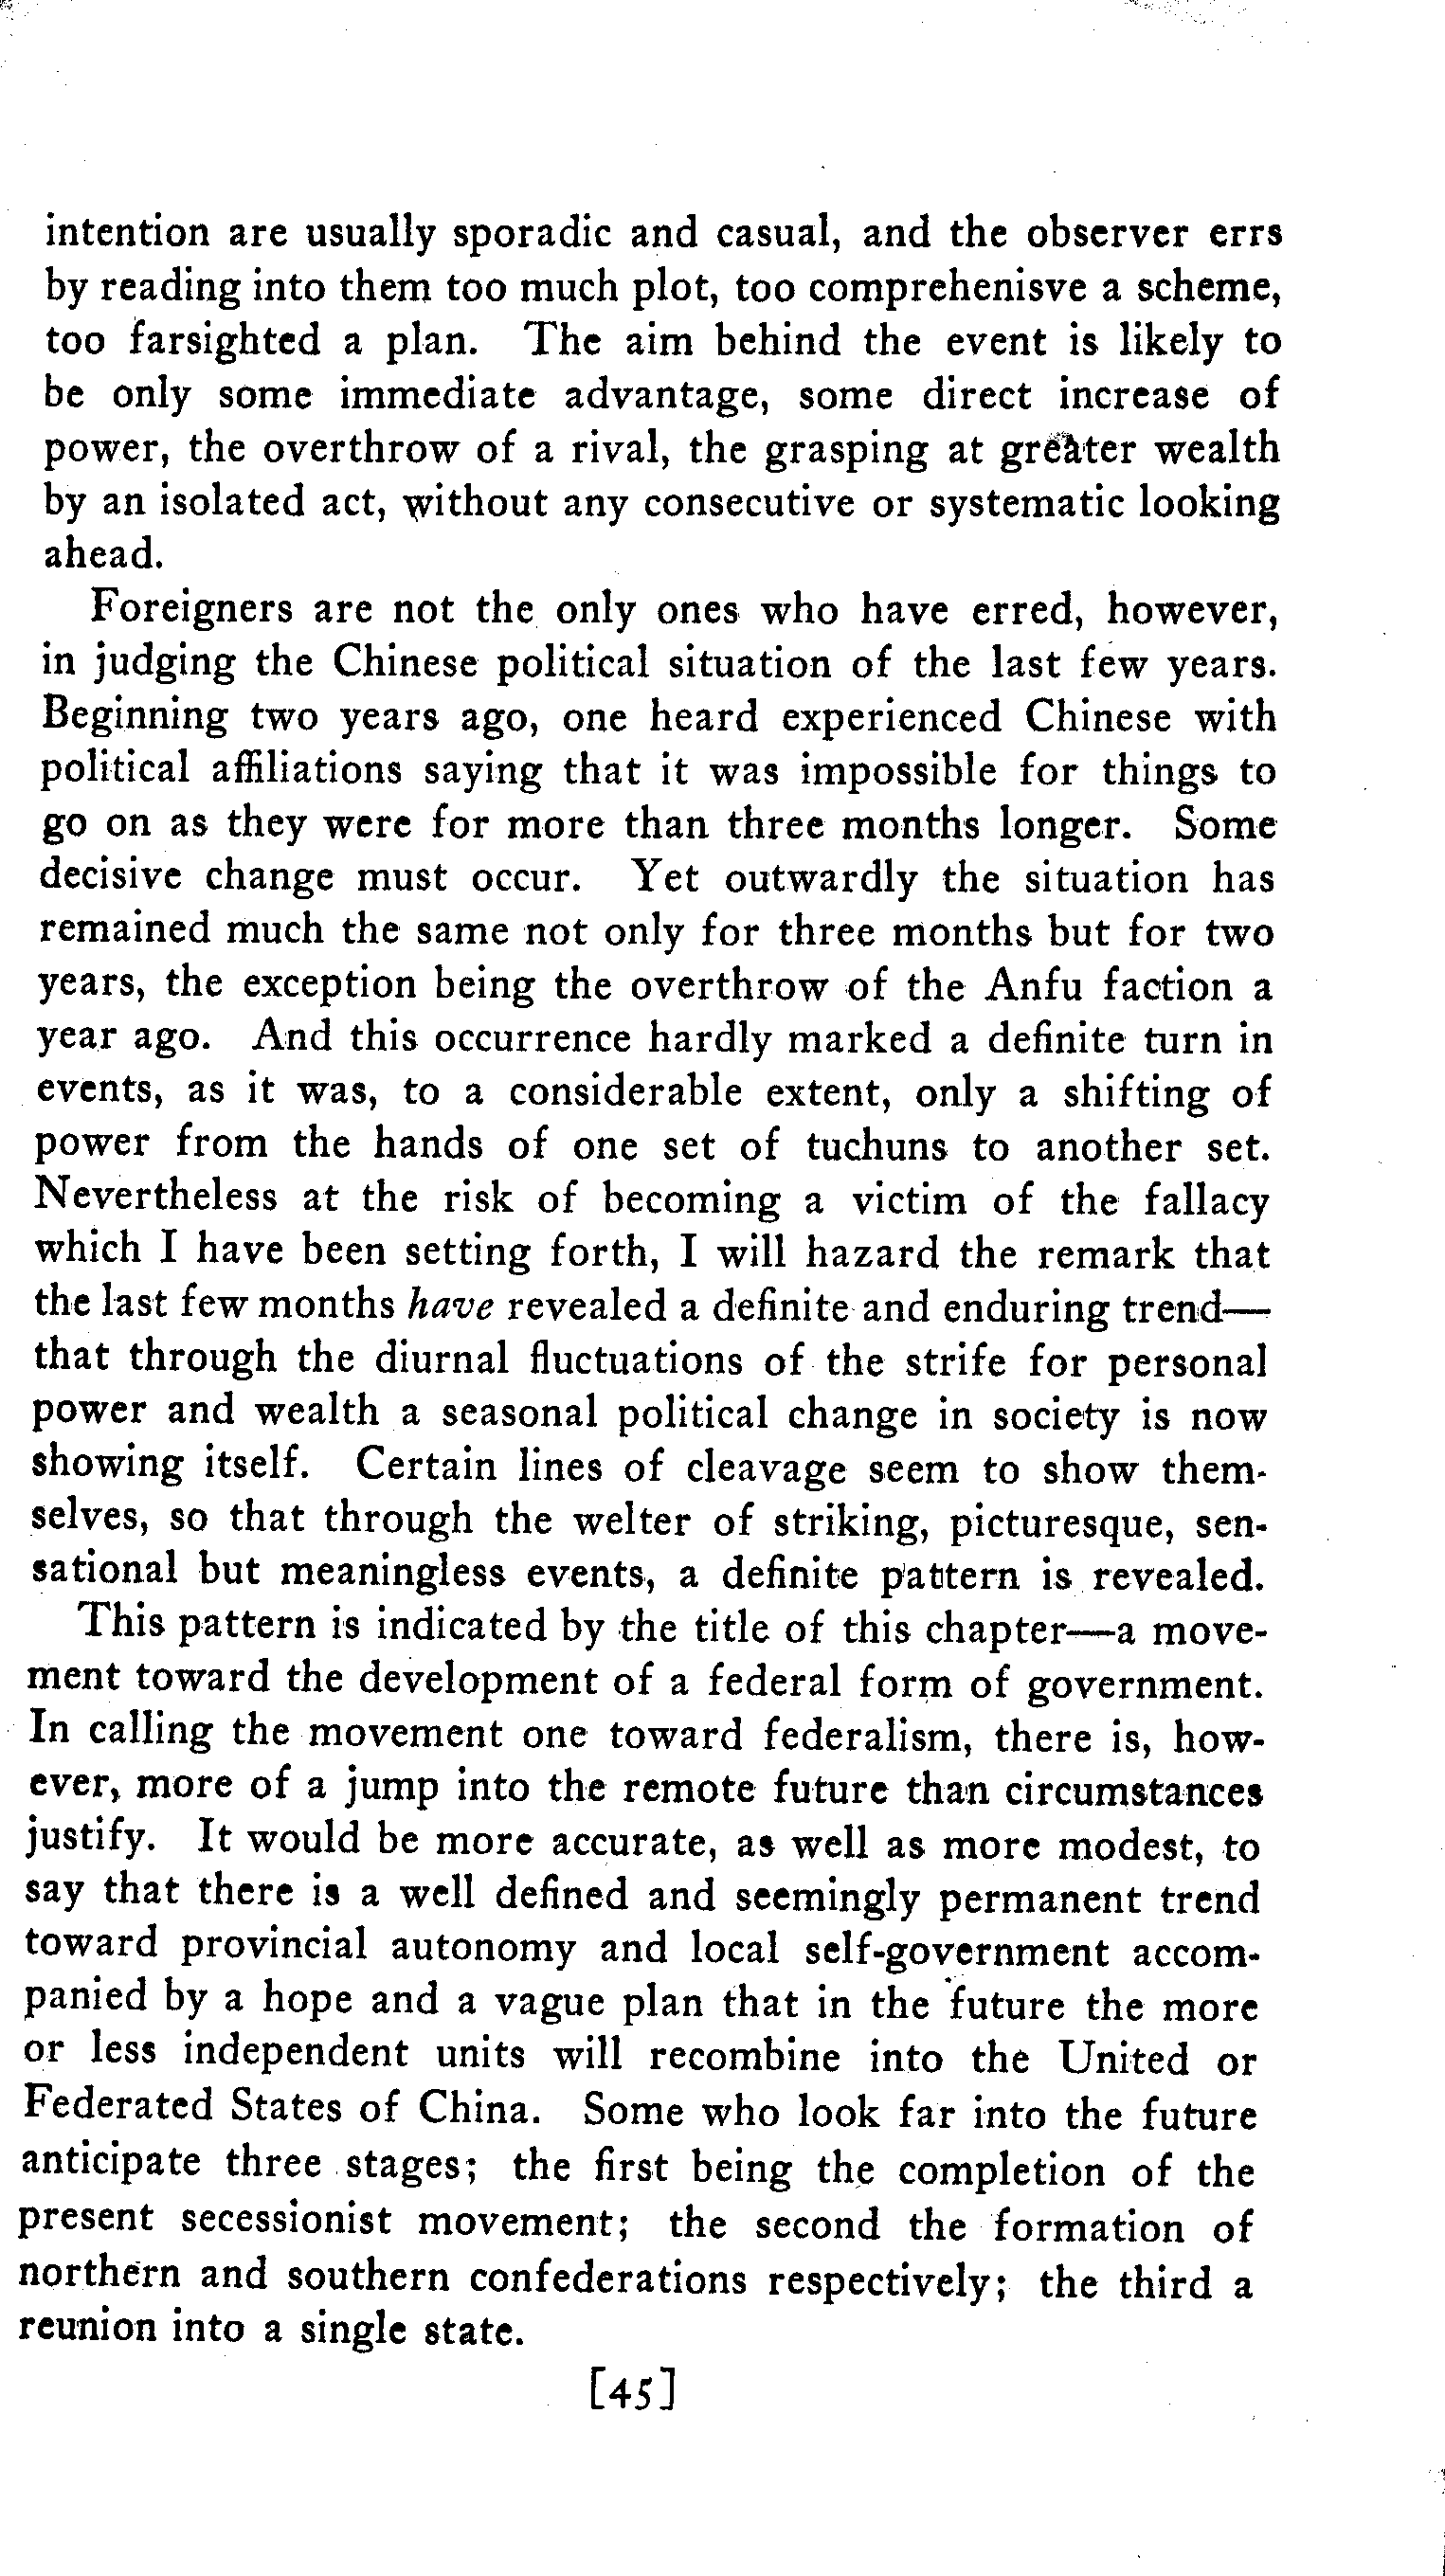 intention are usually sporadic and casual, and the observer errs
by reading into them too much plot, too comprehenisve a scheme,
too farsighted a plan. The aim behind the event is likely to
be only some immediate advantage, some direct increase of
power, the overthrow of a rival, the grasping at greater wealth
by an isolated act, without any consecutive or systematic looking
ahead.
Foreigners are not the only ones who have erred, however,
in judging the Chinese political situation of the last few years.
Beginning two years ago, one heard experienced Chinese with
political affiliations saying that it was impossible for things to
go on as they were for more than three months longer. Some
decisive change must occur. Yet outwardly the situation has
remained much the same not only for three months but for two
years, the exception being the overthrow of the Anfu faction a
year ago. And this occurrence hardly marked a definite turn in
events, as it was, to a considerable extent, only a shifting of
power from the hands of one set of tuchuns to another set.
Nevertheless at the risk of becoming a victim of the fallacy
which I have been setting forth, I will hazard the remark that
the last few months have revealed a definite and enduring trend—
that through the diurnal fluctuations of the strife for personal
power and wealth a seasonal political change in society is now
showing itself. Certain lines of cleavage seem to show them-
selves, so that through the welter of striking, picturesque, sen-
sational but meaningless events, a definite pattern is revealed.
This pattern is indicated by the title of this chapter—a move-
ment toward the development of a federal form of government.
In calling the movement one toward federalism, there is, how-
ever, more of a jump into the remote future than circumstances
justify. It would be more accurate, as well as more modest, to
say that there is a well defined and seemingly permanent trend
toward provincial autonomy and local self-government accom-
panied by a hope and a vague plan that in the future the more
or less independent units will recombine into the United or
Federated States of China. Some who look far into the future
anticipate three stages; the first being the completion of the
present secessionist movement; the second the formation of
northern and southern confederations respectively; the third a
reunion into a single state.
[45]